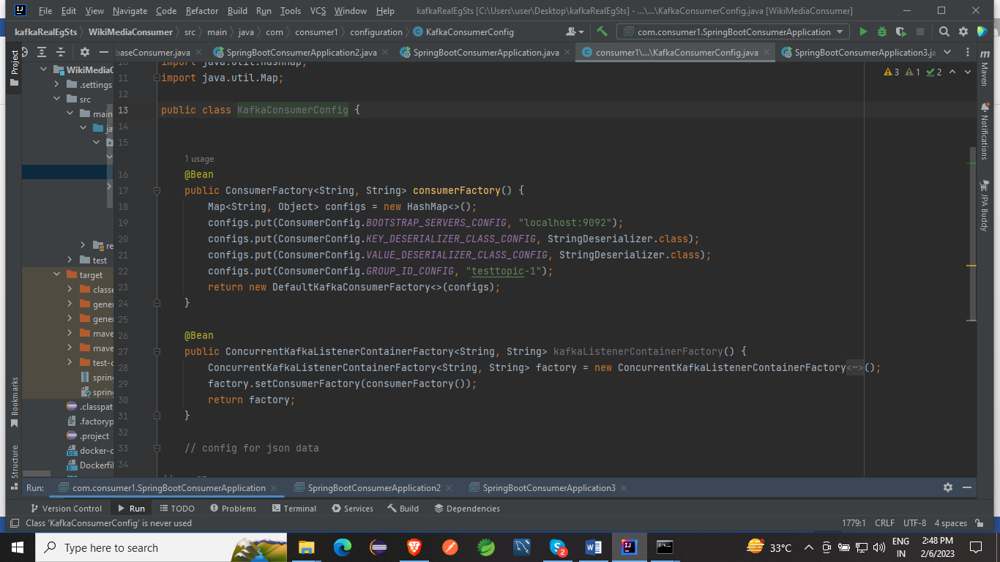 File Edit View Navigate Code Refactor Build Run Tools VCS Window Help kafkaRealEgSts [C:\Users\user\Desktop\kafkaRealEgSts] - ...\...\KafkaConsumerConfig.java [WikiMediaConsumer]
kafkaRealEgSts WikiMediaConsumer src main java com consumer1 configuration KafkaConsumerConfig com.consumer1.SpringBootConsumerApplication
baseConsumer.java SpringBootConsumerApplication2.java SpringBootConsumerApplication.java consumer1\...\KafkaConsumerConfig.java SpringBootConsumerApplication3.ja
Project
Bookmarks
Structure
WikiMediaC
.settings
src
main
ja
re
test
target
classe
gener
gener
mave
mave
test-c
spring
spring
.classpat
.factoryp
.project
docker-c
Dockerfil
3 1 2
10 import java.util.HashMap;
11 import java.util.Map;
12
13 public class KafkaConsumerConfig {
14
15
1 usage
16 @Bean
17 public ConsumerFactory<String, String> consumerFactory() {
18 Map<String, Object> configs = new HashMap<>();
19 configs.put(ConsumerConfig.BOOTSTRAP_SERVERS_CONFIG, "localhost:9092");
20 configs.put(ConsumerConfig.KEY_DESERIALIZER_CLASS_CONFIG, StringDeserializer.class);
21 configs.put(ConsumerConfig.VALUE_DESERIALIZER_CLASS_CONFIG, StringDeserializer.class);
22 configs.put(ConsumerConfig.GROUP_ID_CONFIG, "testtopic-1");
23 return new DefaultKafkaConsumerFactory<>(configs);
24 }
25
26 @Bean
27 public ConcurrentKafkaListenerContainerFactory<String, String> kafkaListenerContainerFactory() {
28 ConcurrentKafkaListenerContainerFactory<String, String> factory = new ConcurrentKafkaListenerContainerFactory<~>();
29 factory.setConsumerFactory(consumerFactory());
30 return factory;
31 }
32
33 // config for json data
34
Maven
Notifications
JPA Buddy
Run: com.consumer1.SpringBootConsumerApplication SpringBootConsumerApplication2 SpringBootConsumerApplication3
Version Control Run TODO Problems Terminal Services Build Dependencies
Class 'KafkaConsumerConfig' is never used 1779:1 CRLF UTF-8 4 spaces
Type here to search 2 33°C ENG 2:48 PM
IN 2/6/2023